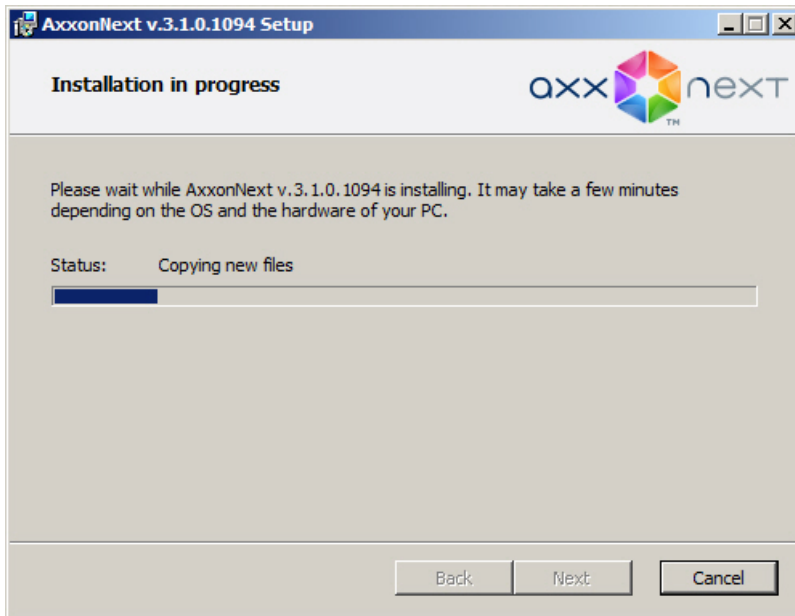 AxxonNext v.3.1.0.1094 Setup
Installation in progress
axx next
TM
Please wait while AxxonNext v.3.1.0.1094 is installing. It may take a few minutes
depending on the OS and the hardware of your PC.
Status: Copying new files
Back Next Cancel